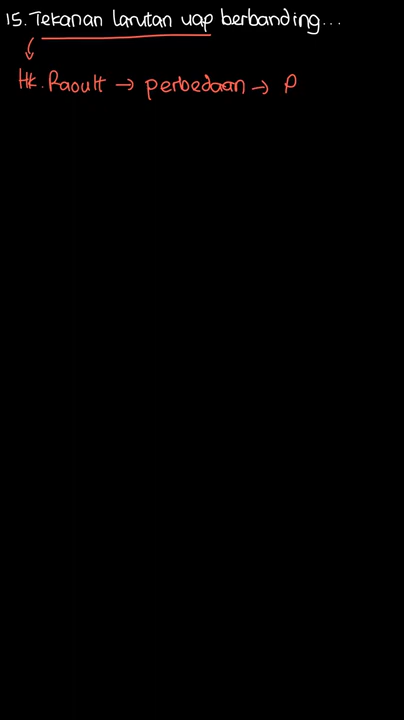 15. Tekanan larutan uap berbanding...
Hk. Raoult → perbedaan → P